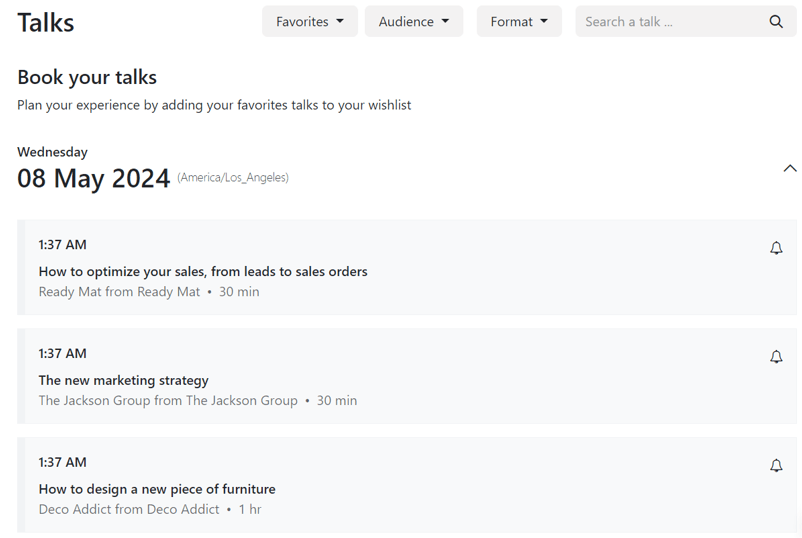 Talks
Favorites
Audience
Format
Search a talk ...
Book your talks
Plan your experience by adding your favorites talks to your wishlist
Wednesday
08 May 2024 (America/Los_Angeles)
1:37 AM
How to optimize your sales, from leads to sales orders
Ready Mat from Ready Mat • 30 min
1:37 AM
The new marketing strategy
The Jackson Group from The Jackson Group • 30 min
1:37 AM
How to design a new piece of furniture
Deco Addict from Deco Addict • 1 hr